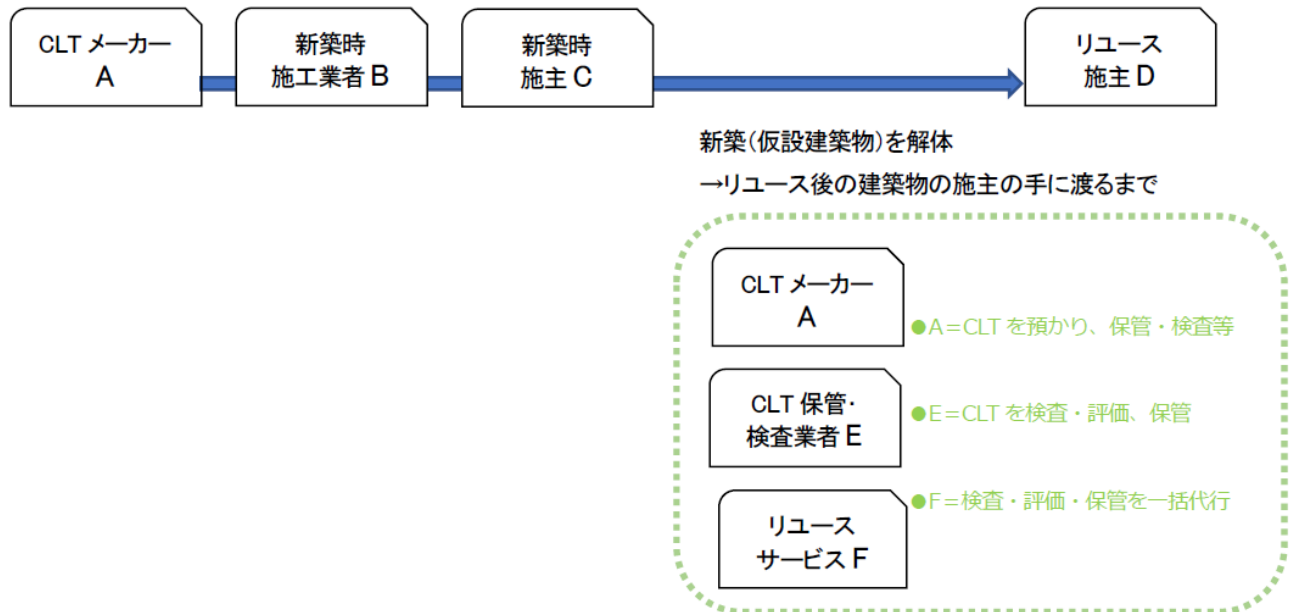 CLT メーカー
A
新築時
施工業者 B
新築時
施主 C
リユース
施主 D
新築(仮設建築物)を解体
→リユース後の建築物の施主の手に渡るまで
CLT メーカー
A
●A=CLT を預かり、保管・検査等
CLT 保管・
検査業者 E
●E=CLT を検査・評価、保管
リユース
サービス F
●F=検査・評価・保管を一括代行